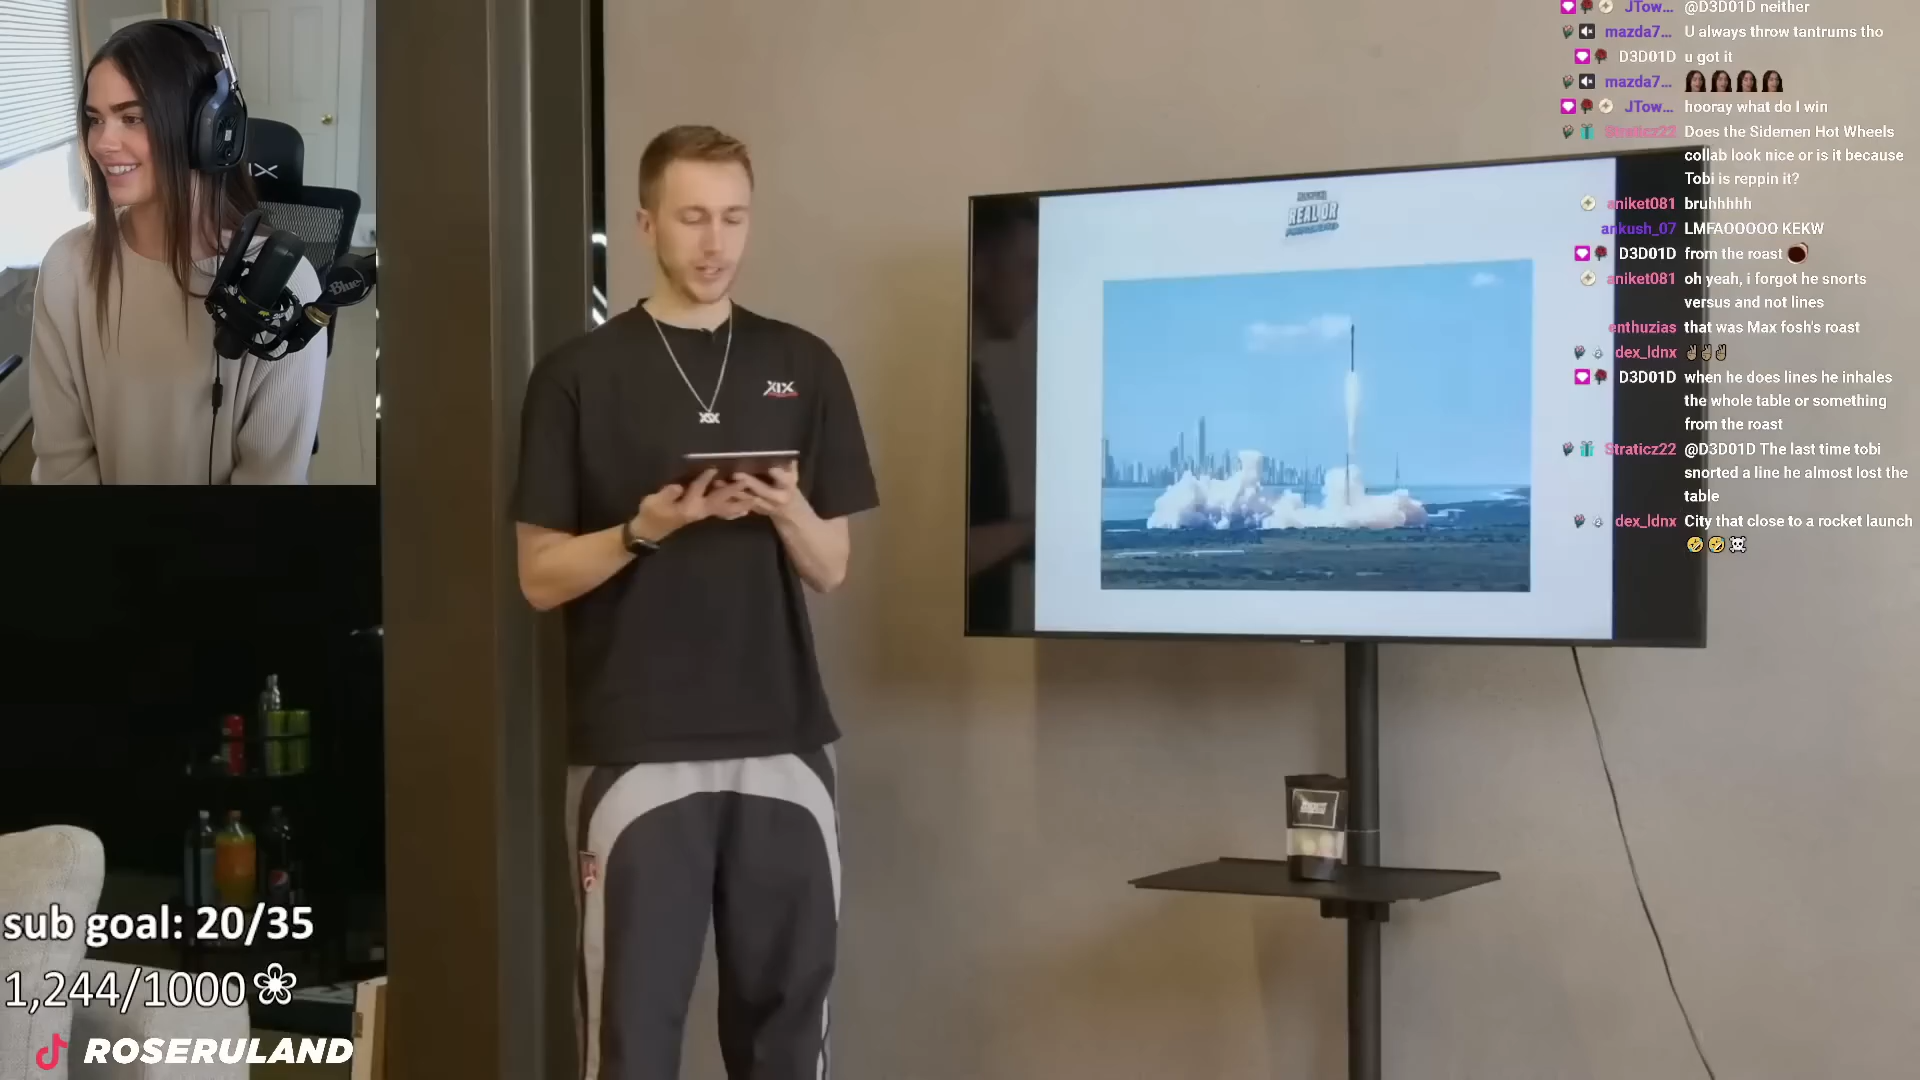 JTow... @D3D01D neither
mazda7... U always throw tantrums tho
D3D01D u got it
mazda7...
JTow... hooray what do I win
Straticz22 Does the Sidemen Hot Wheels
collab look nice or is it because
Tobi is reppin it?
aniket081 bruhhhhh
ankush_07 LMFAOOOOO KEKW
D3D01D from the roast
aniket081 oh yeah, i forgot he snorts
versus and not lines
enthuzias that was Max fosh's roast
dex_ldnx
D3D01D when he does lines he inhales
the whole table or something
from the roast
Straticz22 @D3D01D The last time tobi
snorted a line he almost lost the
table
dex_ldnx City that close to a rocket launch
REAL OR
XIX
XIX
IX
Blue
sub goal: 20/35
1,244/1000
ROSERULAND